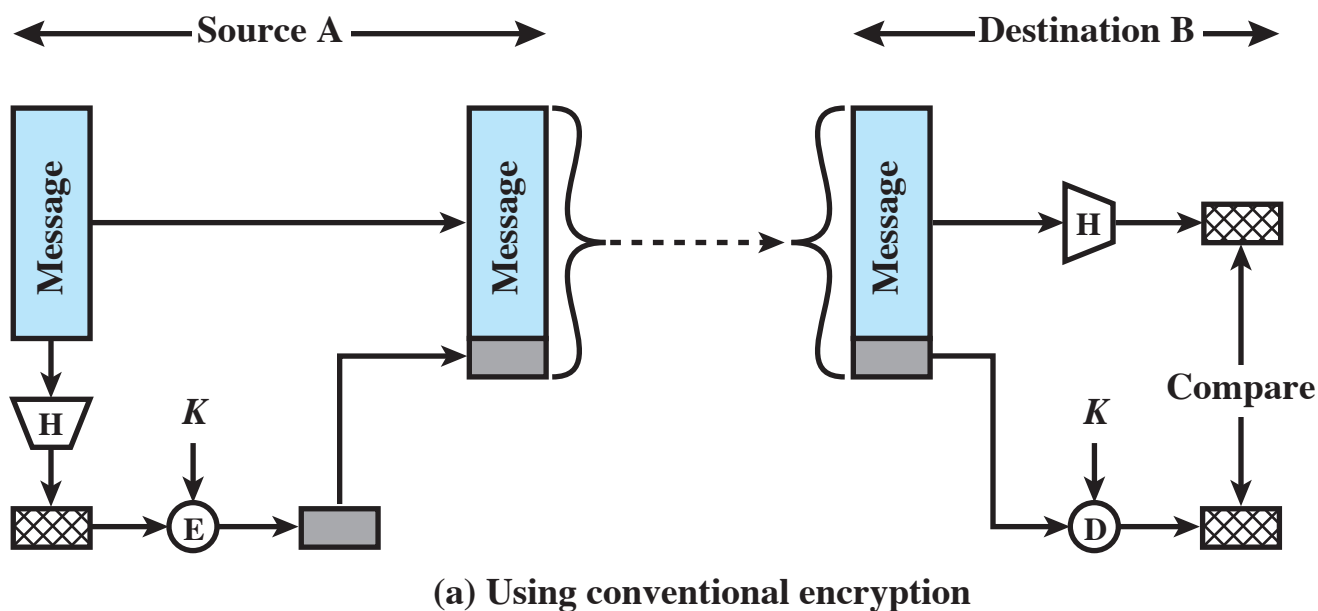 Source A
Destination B
Message
Message
Message
H
H
K
K
Compare
E
D
(a) Using conventional encryption